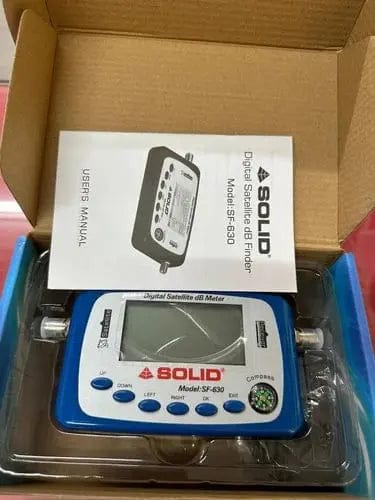 SOLID®
Digital Satellite dB Finder
Model:SF-630
USER'S MANUAL
Digital Satellite dB Meter
SOLID®
Model:SF-630
Compass
UP
DOWN
LEFT
RIGHT
OK
EXIT